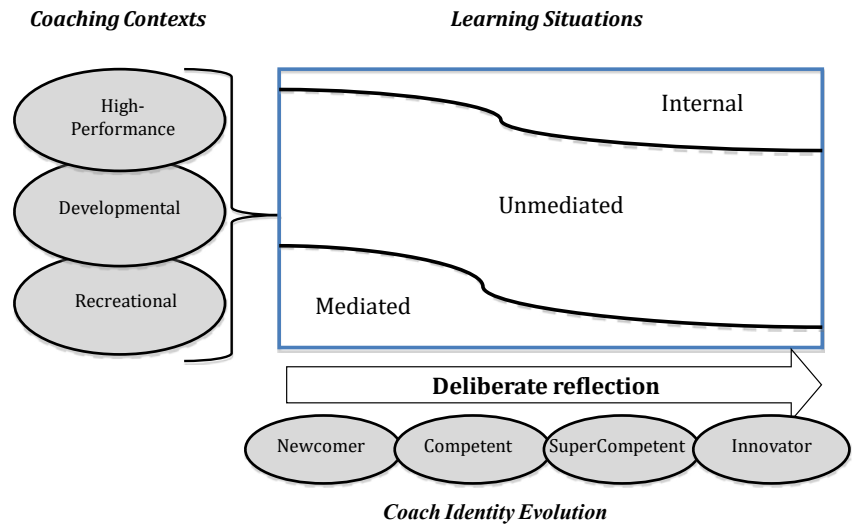 Coaching Contexts
Learning Situations
High-
Performance
Developmental
Recreational
Internal
Unmediated
Mediated
Deliberate reflection
Newcomer
Competent
SuperCompetent
Innovator
Coach Identity Evolution